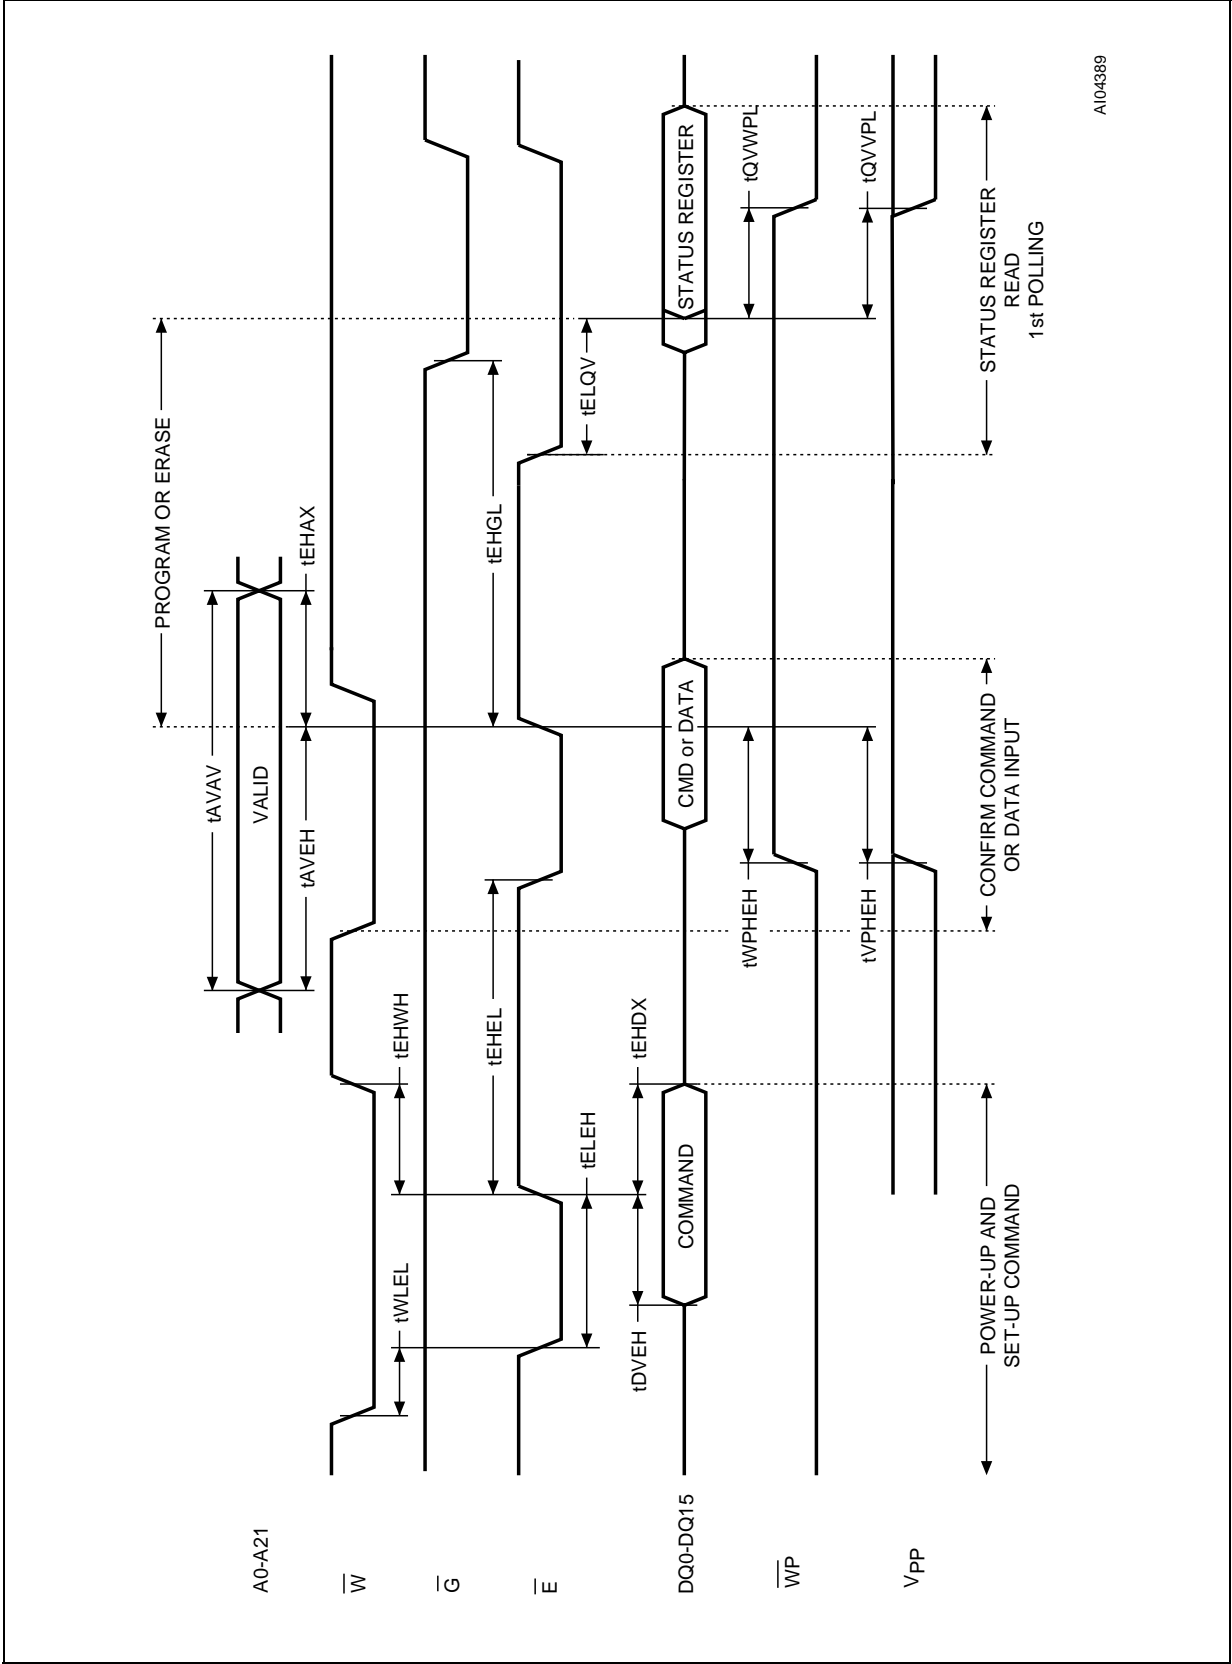 PROGRAM OR ERASE
tAVAV
A0-A21
VALID
tAVEH
tEHAX
W
tWLEL
tEHWH
G
tEHEL
tEHGL
E
tELEH
tELQV
tDVEH
tEHDX
DQ0-DQ15
COMMAND
CMD or DATA
STATUS REGISTER
tWPHEH
tQVWPL
WP
tVPHEH
tQVVPL
VPP
POWER-UP AND
SET-UP COMMAND
CONFIRM COMMAND
OR DATA INPUT
STATUS REGISTER
READ
1st POLLING
AI04389